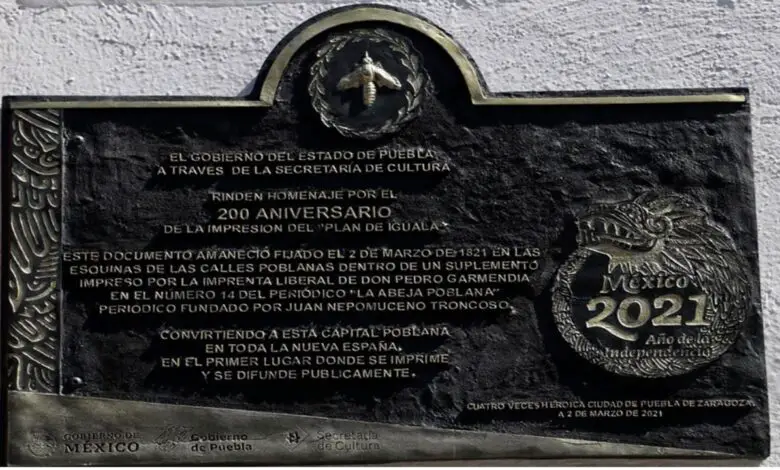 EL GOBIERNO DEL ESTADO DE PUEBLA
A TRAVES DE LA SECRETARÍA DE CULTURA
RINDEN HOMENAJE POR EL
200 ANIVERSARIO
DE LA IMPRESION DEL "PLAN DE IGUALA"
ESTE DOCUMENTO AMANECIÓ FIJADO EL 2 DE MARZO DE 1821 EN LAS
ESQUINAS DE LAS CALLES POBLANAS DENTRO DE UN SUPLEMENTO
IMPRESO POR LA IMPRENTA LIBERAL DE DON PEDRO GARMENDIA
EN EL NÚMERO 14 DEL PERIÓDICO "LA ABEJA POBLANA"
PERIODICO FUNDADO POR JUAN NEPOMUCENO TRONCOSO.
CONVIRTIENDO A ESTA CAPITAL POBLANA
EN TODA LA NUEVA ESPAÑA.
EN EL PRIMER LUGAR DONDE SE IMPRIME
Y SE DIFUNDE PUBLICAMENTE.
México
2021
Año de la
Independencia
CUATRO VECES HEROICA CIUDAD DE PUEBLA DE ZARAGOZA,
A 2 DE MARZO DE 2021
GOBIERNO DE
MÉXICO
Gobierno
de Puebla
Secretaría
de Cultura